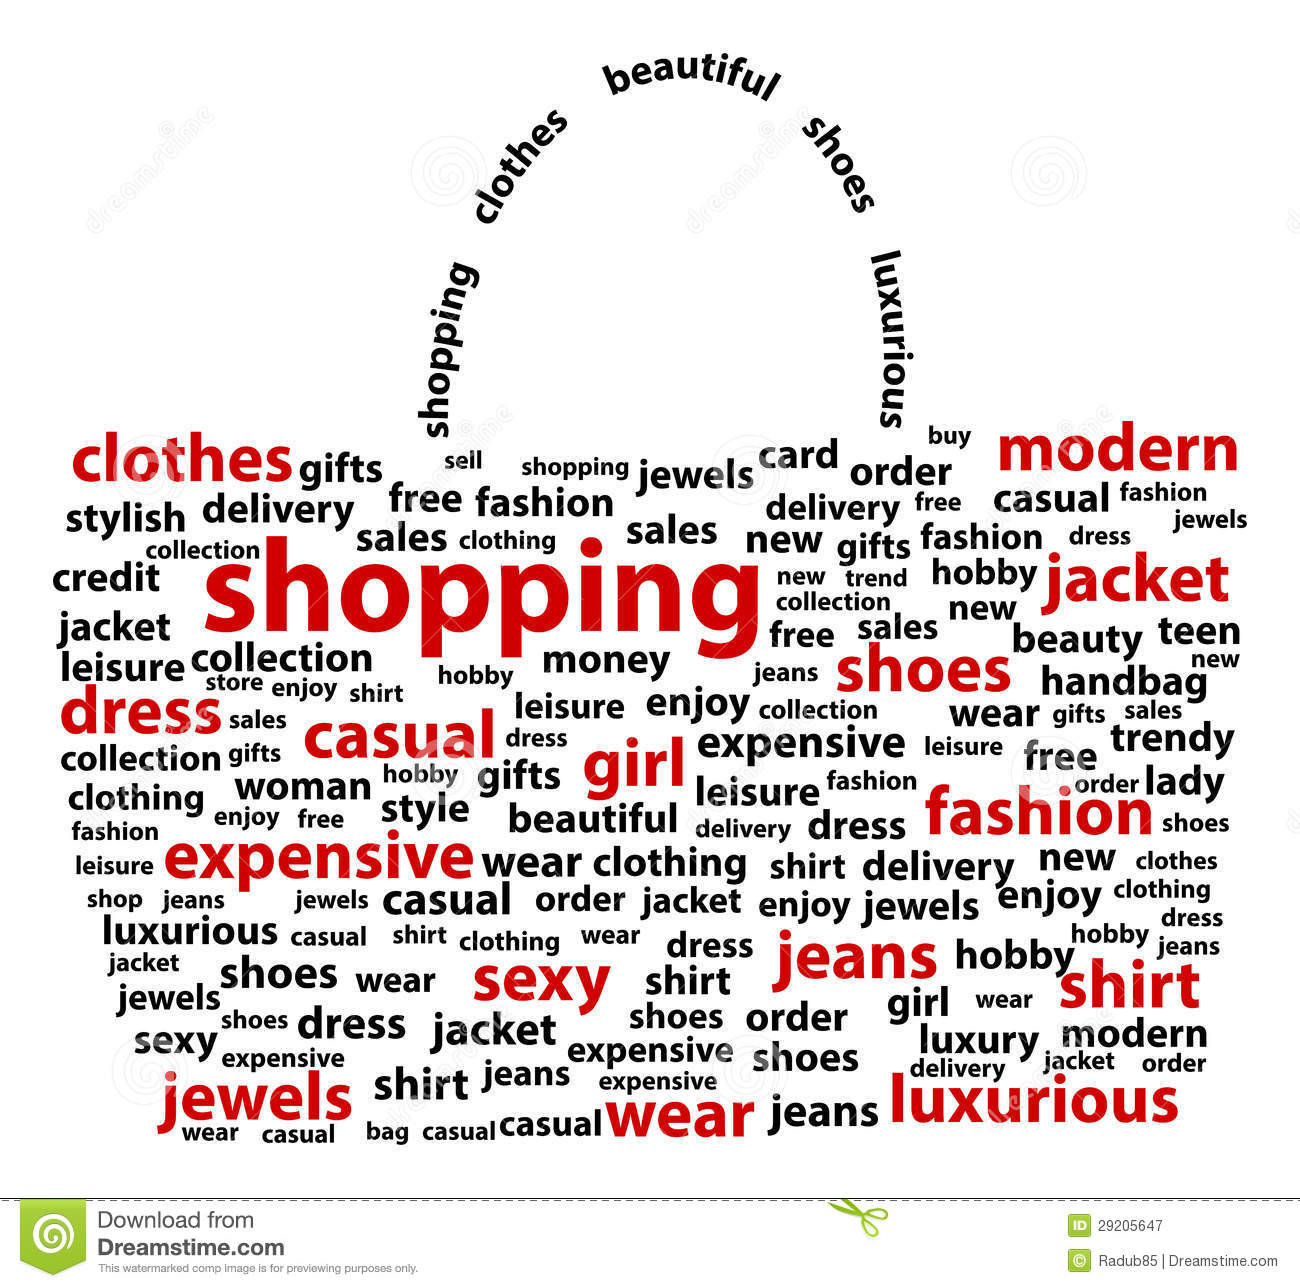 beautiful
clothes shoes
shopping luxurious
clothes gifts sell shopping jewels card order buy modern
stylish delivery free fashion sales delivery free casual fashion jewels
collection sales clothing new gifts fashion dress
credit shopping new trend hobby jacket
collection new
jacket free sales beauty teen
leisure collection hobby money jeans shoes handbag new
store enjoy shirt
dress sales leisure enjoy collection wear gifts sales
casual dress girl expensive leisure free trendy
collection gifts
clothing woman hobby gifts leisure fashion order lady
fashion enjoy free style beautiful delivery dress fashion shoes
leisure expensive wear clothing shirt delivery new clothes
shop jeans jewels casual order jacket enjoy jewels enjoy clothing
luxurious casual shirt clothing wear dress jeans hobby hobby dress jeans
jacket shoes wear sexy shirt shirt
jewels girl wear
sexy shoes dress jacket shoes order luxury modern
expensive expensive shoes delivery jacket order
jewels shirt jeans expensive luxurious
wear casual bag casual casual wear jeans
Download from
Dreamstime.com
This watermarked comp image is for previewing purposes only.
ID 29205647
© Radub85 | Dreamstime.com
dreamstime
dreamstime